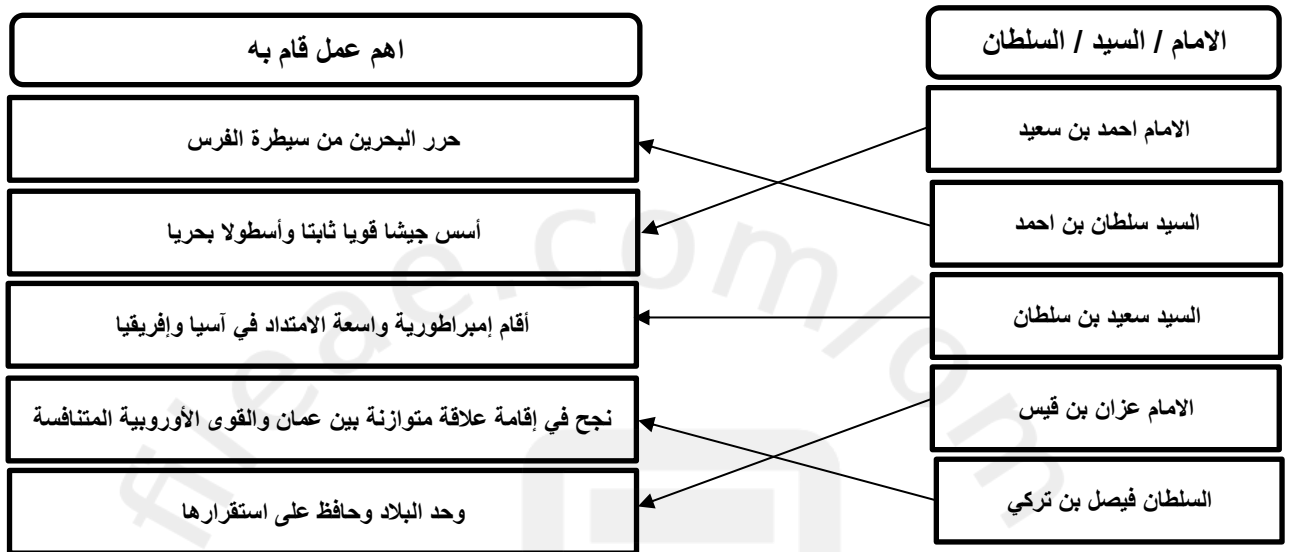 الامام / السيد / السلطان
اهم عمل قام به
الامام احمد بن سعيد
حرر البحرين من سيطرة الفرس
السيد سلطان بن احمد
أسس جيشا قويا ثابتا وأسطولا بحريا
السيد سعيد بن سلطان
أقام إمبراطورية واسعة الامتداد في آسيا وإفريقيا
الامام عزان بن قيس
نجح في إقامة علاقة متوازنة بين عمان والقوى الأوروبية المتنافسة
السلطان فيصل بن تركي
وحد البلاد وحافظ على استقرارها
fileae.com/on